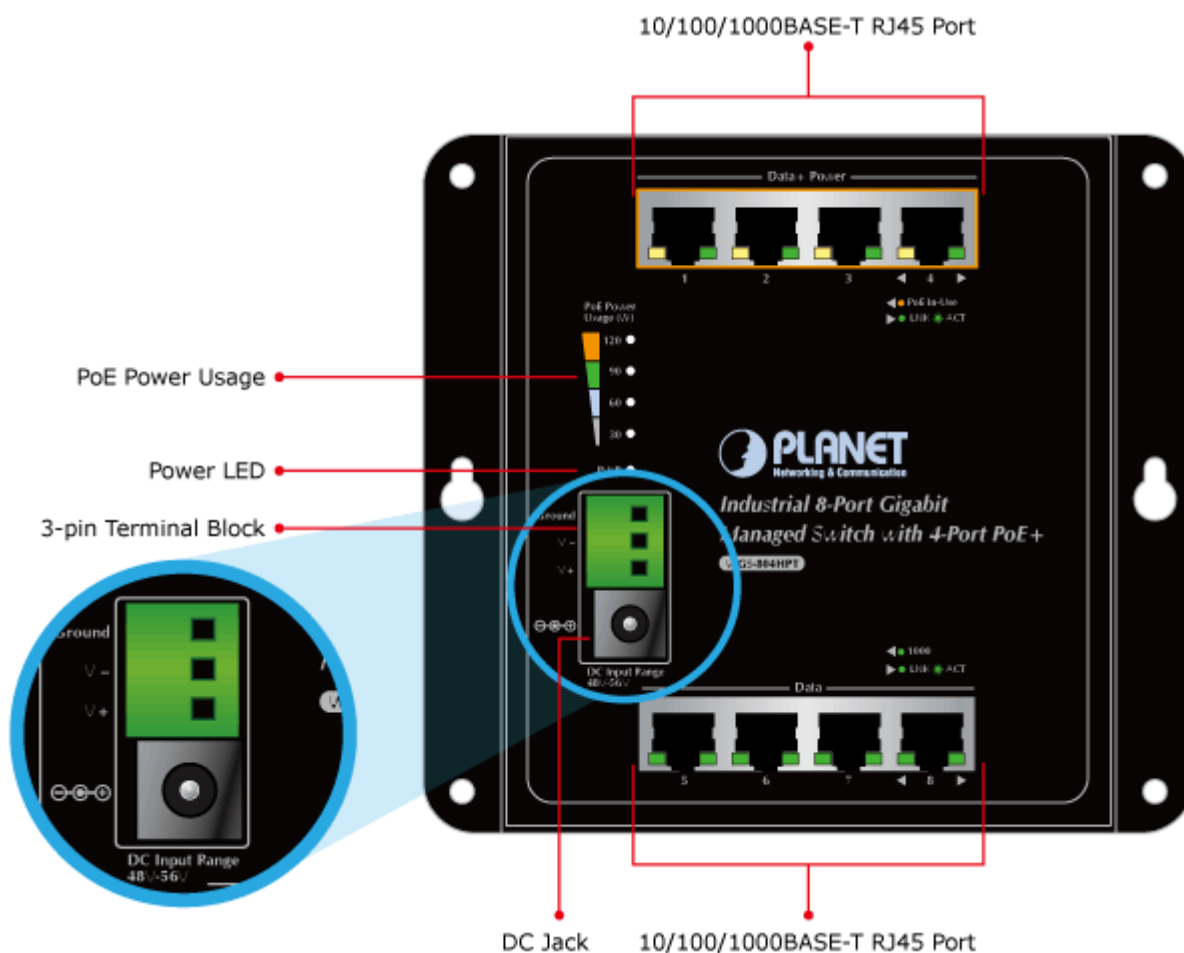 10/100/1000BASE-T RJ45 Port
Data + Power
1 2 3 4
PoE In-Use
LNK ACT
PoE Power
Usage (W)
120
90
60
30
PoE Power Usage
Power LED
3-pin Terminal Block
PLANET
Networking & Communication
Industrial 8-Port Gigabit
Managed Switch with 4-Port PoE+
WGS-804HPT
Ground
V -
V +
DC Input Range
48V-56V
1000
LNK ACT
Data
5 6 7 8
Ground
V -
V +
DC Input Range
48V-56V
DC Jack
10/100/1000BASE-T RJ45 Port